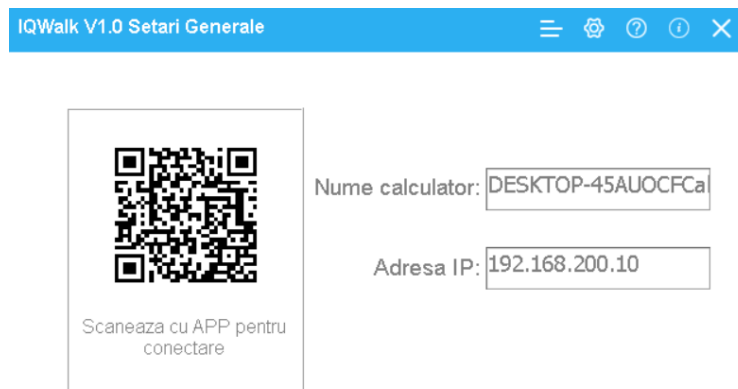 IQWalk V1.0 Setari Generale
Nume calculator: DESKTOP-45AUOCFCal
Adresa IP: 192.168.200.10
Scaneaza cu APP pentru
conectare